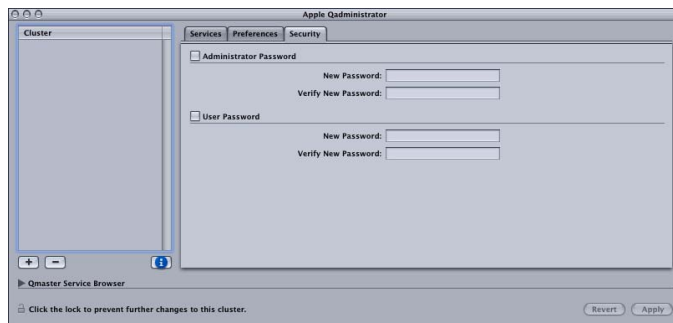 Apple Qadministrator
Cluster
Services Preferences Security
Administrator Password
New Password:
Verify New Password:
User Password
New Password:
Verify New Password:
+ − i
Qmaster Service Browser
Click the lock to prevent further changes to this cluster.
Revert Apply